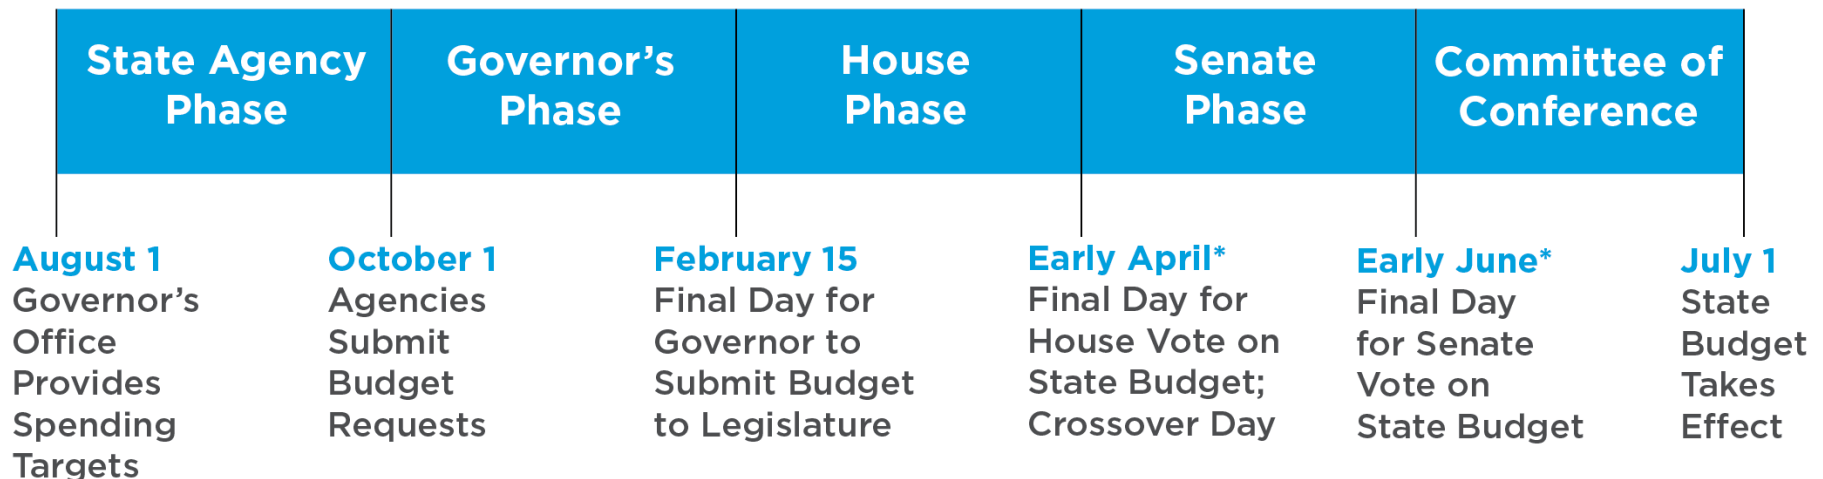 State Agency
Phase
Governor's
Phase
House
Phase
Senate
Phase
Committee of
Conference
August 1
Governor's
Office
Provides
Spending
Targets
October 1
Agencies
Submit
Budget
Requests
February 15
Final Day for
Governor to
Submit Budget
to Legislature
Early April*
Final Day for
House Vote on
State Budget;
Crossover Day
Early June*
Final Day
for Senate
Vote on
State Budget
July 1
State
Budget
Takes
Effect